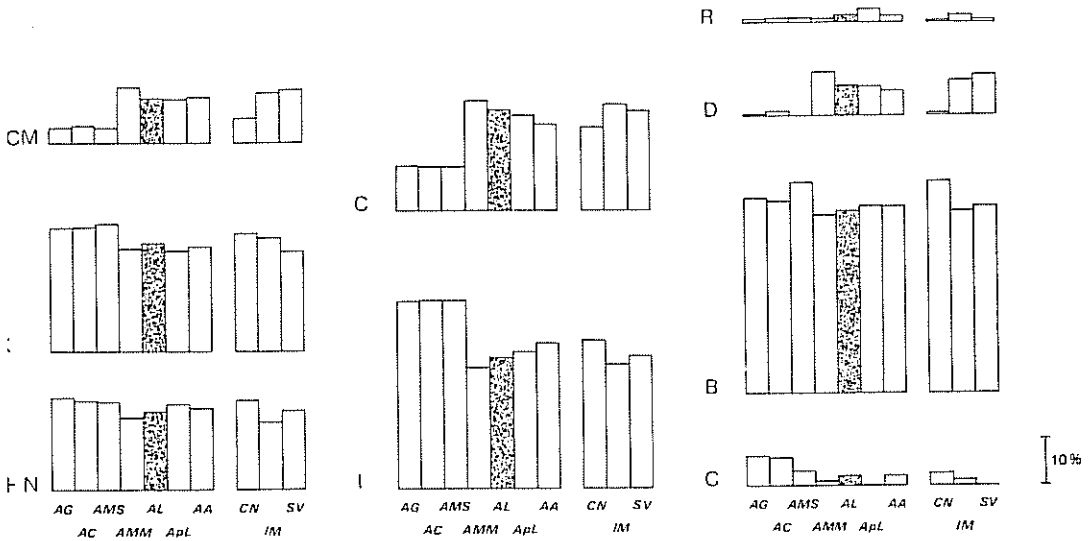 R
CM
D
C
B
H N
I
C
10%
AG AMS AL AA CN SV
AC AMM ApL IM
AG AMS AL AA CN SV
AC AMM ApL IM
AG AMS AL AA CN SV
AC AMM ApL IM